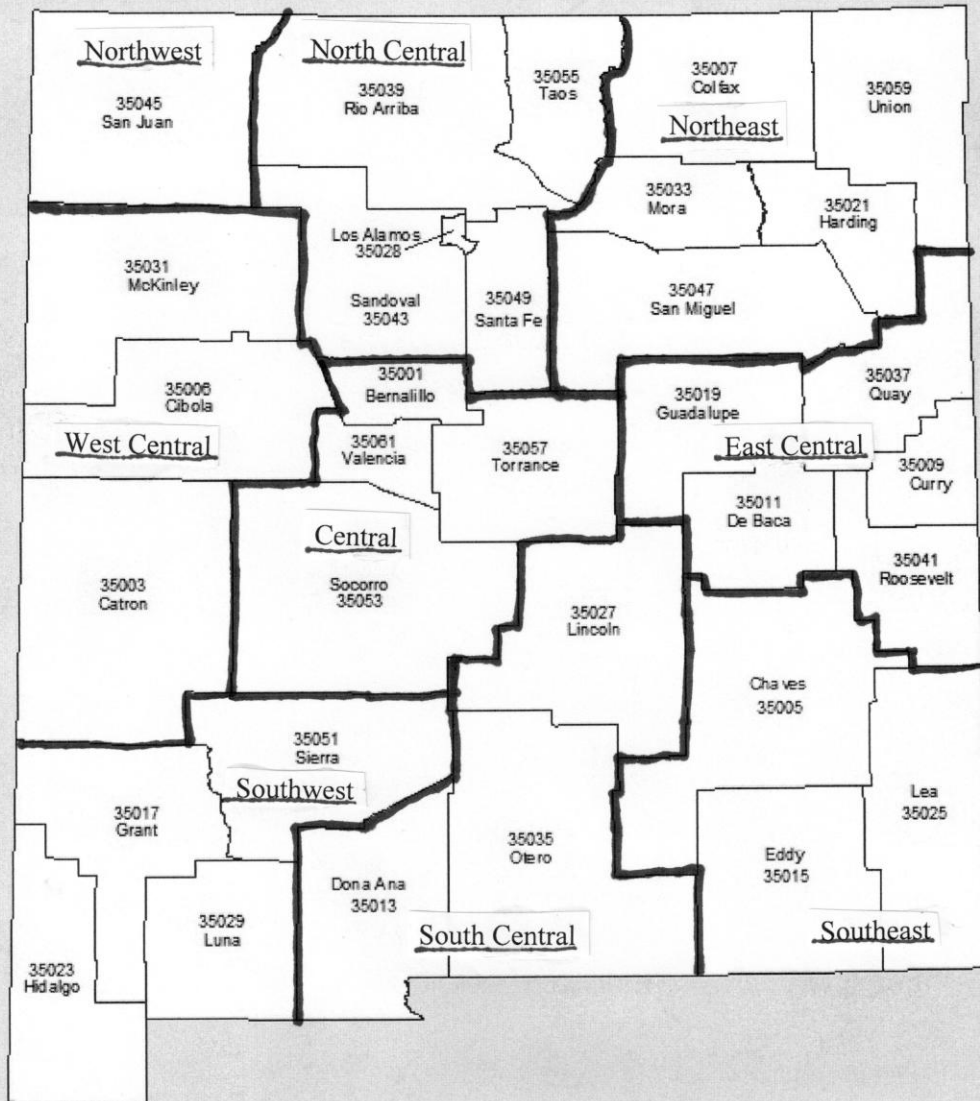 Northwest
35045
San Juan
North Central
35039
Rio Arriba
35055
Taos
35007
Colfax
Northeast
35059
Union
35033
Mora
35021
Harding
Los Alamos
35028
35031
McKinley
Sandoval
35043
35049
Santa Fe
35047
San Miguel
35006
Cibola
West Central
35001
Bernalillo
35061
Valencia
35057
Torrance
35019
Guadalupe
35037
Quay
East Central
35009
Curry
35011
De Baca
35041
Roosevelt
Central
Socorro
35053
35003
Catron
35027
Lincoln
Chaves
35005
35051
Sierra
Southwest
35017
Grant
35035
Otero
Lea
35025
Eddy
35015
Dona Ana
35013
35029
Luna
South Central
Southeast
35023
Hidalgo